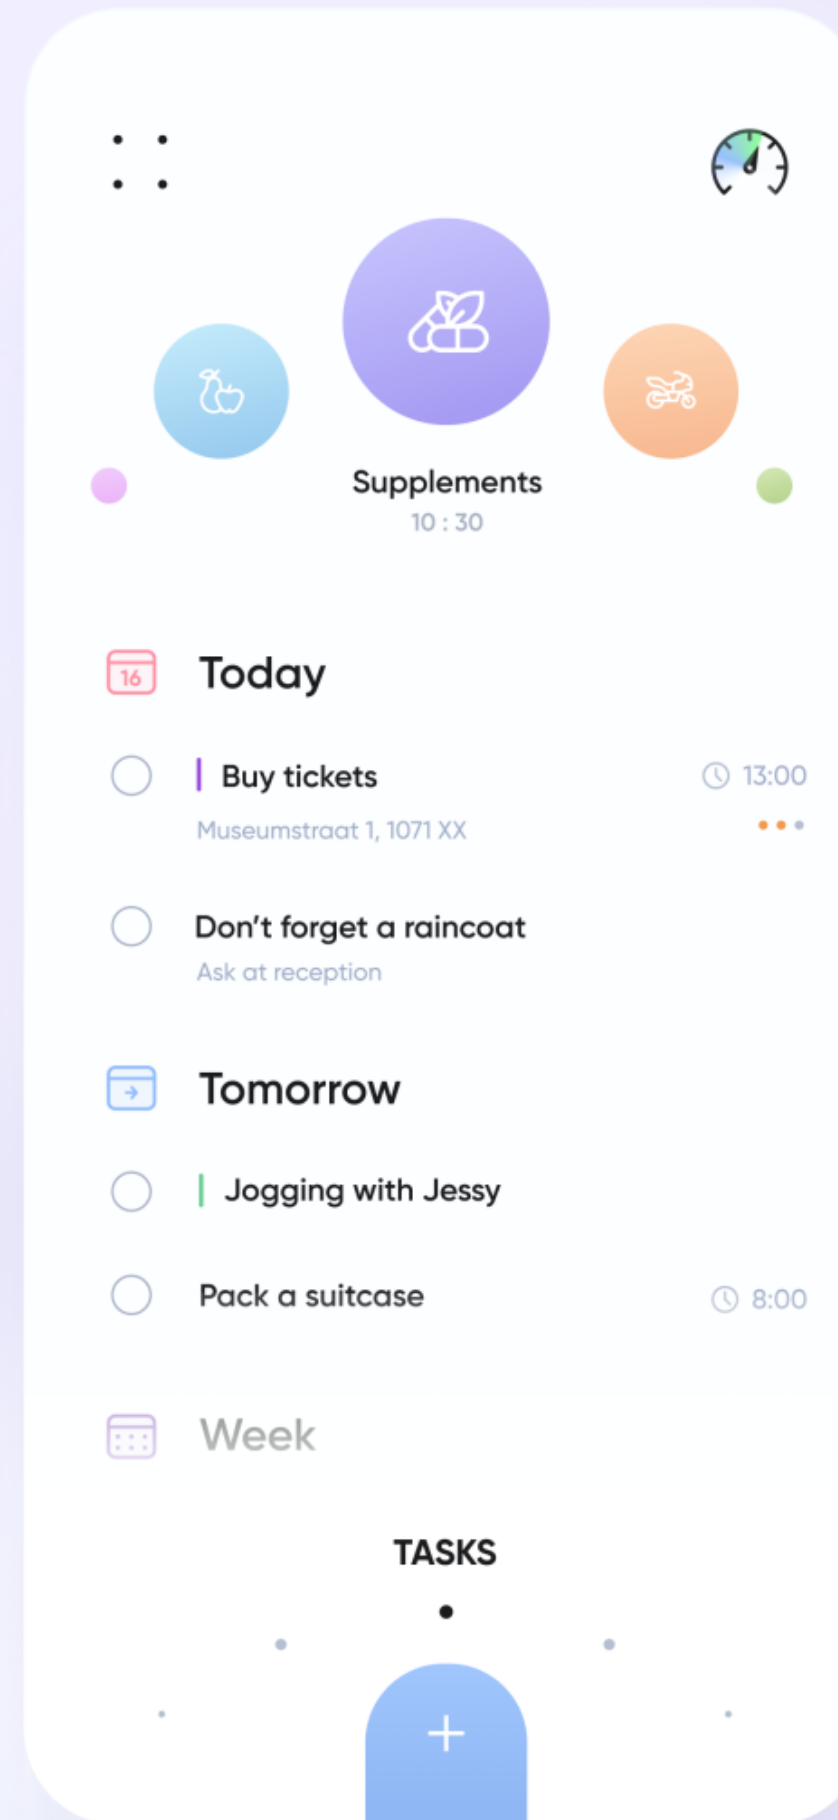 Supplements
10 : 30
16
Today
Buy tickets
13:00
Museumstraat 1, 1071 XX
Don’t forget a raincoat
Ask at reception
Tomorrow
Jogging with Jessy
Pack a suitcase
8:00
Week
TASKS